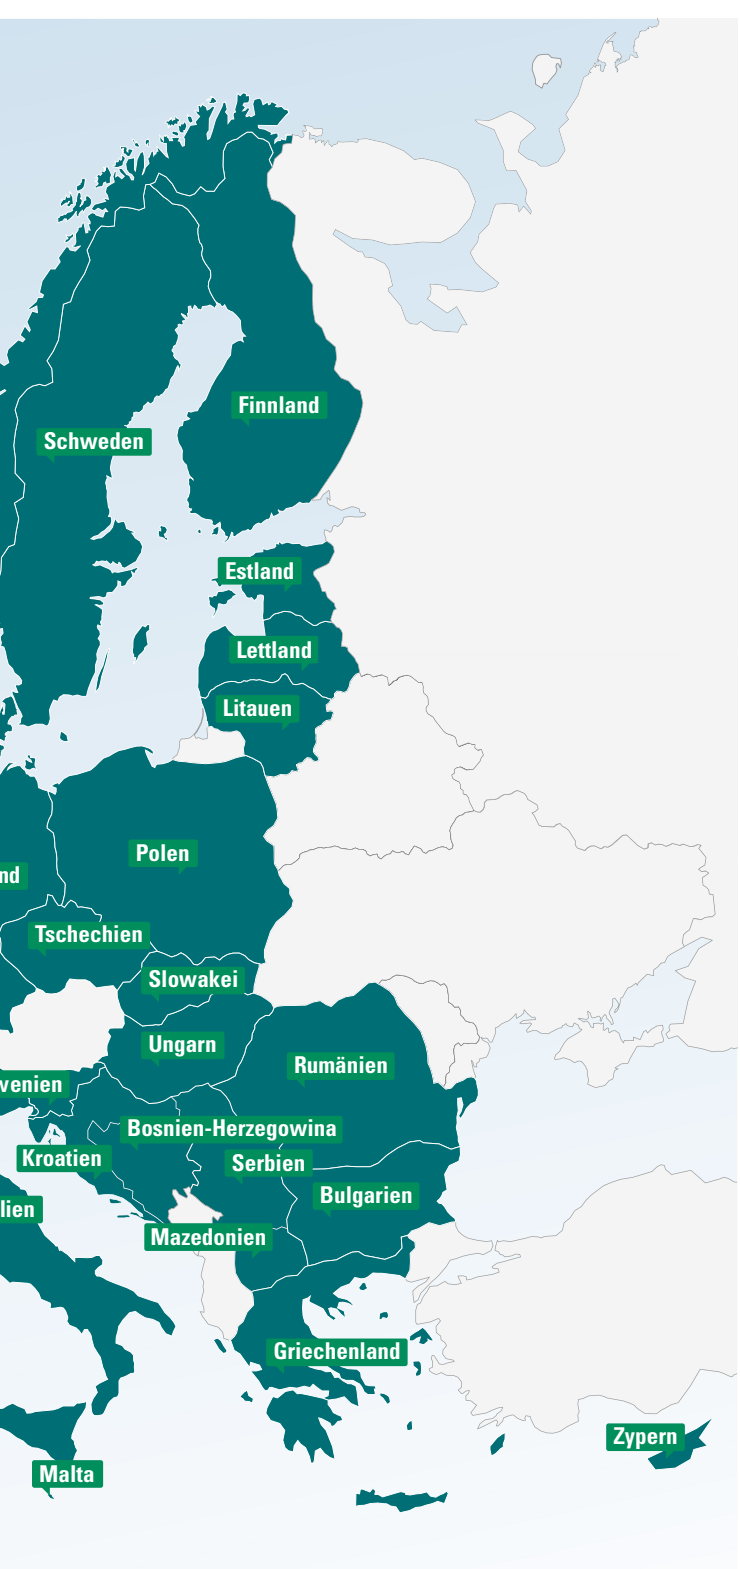 Finnland
Schweden
Estland
Lettland
Litauen
Polen
nd
Tschechien
Slowakei
Ungarn
Rumänien
venien
Bosnien-Herzegowina
Kroatien
Serbien
Bulgarien
lien
Mazedonien
Griechenland
Zypern
Malta